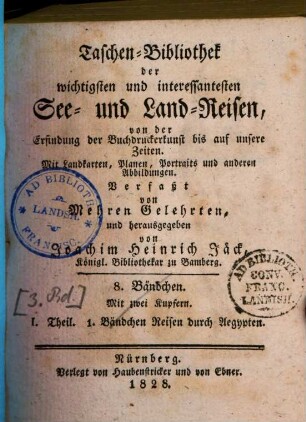 Taschen-Bibliothek
der
wichtigsten und interessantesten
See- und Land-Reisen,
von der
Erfindung der Buchdruckerkunst bis auf unsere
Zeiten.
Mit Landkarten, Planen, Portraits und anderen
Abbildungen.
Verfaßt
von
Mehren Gelehrten,
und herausgegeben
von
Joachim Heinrich Jäck,
Königl. Bibliothekar zu Bamberg.
AD BIBLIOTH.
LANDSH.
FRANCISC.
8. Bändchen.
Mit zwei Kupfern.
[3. Bd.]
I. Theil. 1. Bändchen Reisen durch Aegypten.
AD BIBLIOTH.
CONV.
FRANC.
LANDISH.
Nürnberg.
Verlegt von Haubenstricker und von Ebner.
1828.